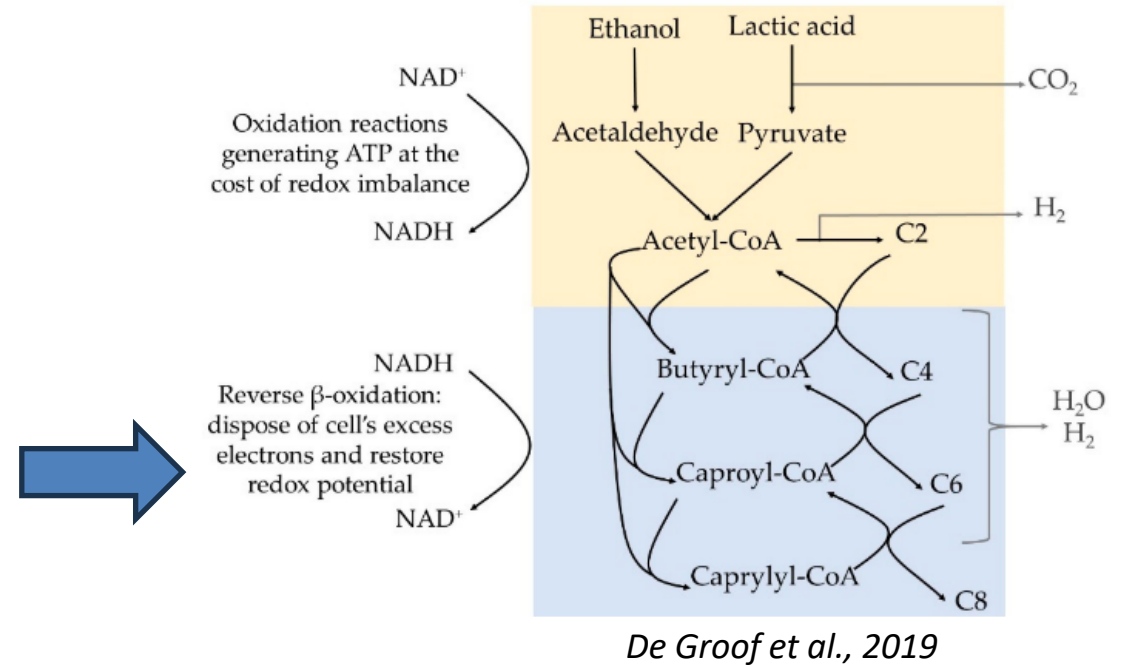 Ethanol
Lactic acid
NAD⁺
CO₂
Oxidation reactions
generating ATP at the
cost of redox imbalance
Acetaldehyde
Pyruvate
NADH
H₂
Acetyl-CoA
C2
NADH
Reverse β-oxidation:
dispose of cell's excess
electrons and restore
redox potential
NAD⁺
Butyryl-CoA
C4
H₂O
H₂
Caproyl-CoA
C6
Caprylyl-CoA
C8
De Groof et al., 2019